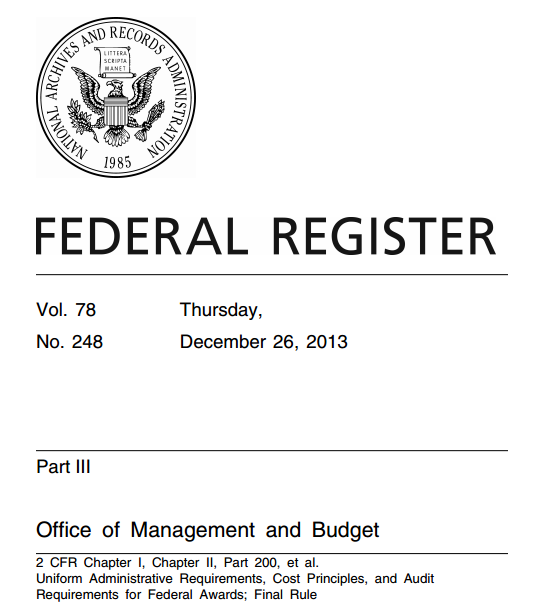 NATIONAL ARCHIVES AND RECORDS ADMINISTRATION
LITTERA
SCRIPTA
MANET
1985
FEDERAL REGISTER
Vol. 78 Thursday,
No. 248 December 26, 2013
Part III
Office of Management and Budget
2 CFR Chapter I, Chapter II, Part 200, et al.
Uniform Administrative Requirements, Cost Principles, and Audit
Requirements for Federal Awards; Final Rule